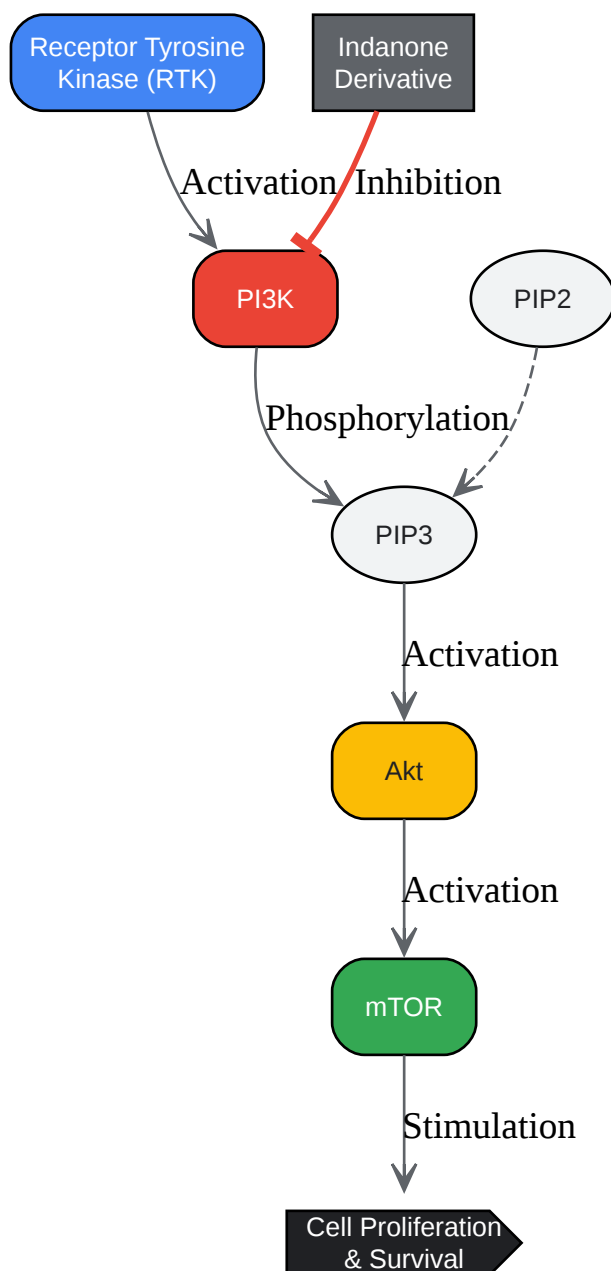 Receptor Tyrosine
Kinase (RTK)
Indanone
Derivative
Activation
Inhibition
PI3K
PIP2
Phosphorylation
PIP3
Activation
Akt
Activation
mTOR
Stimulation
Cell Proliferation
& Survival